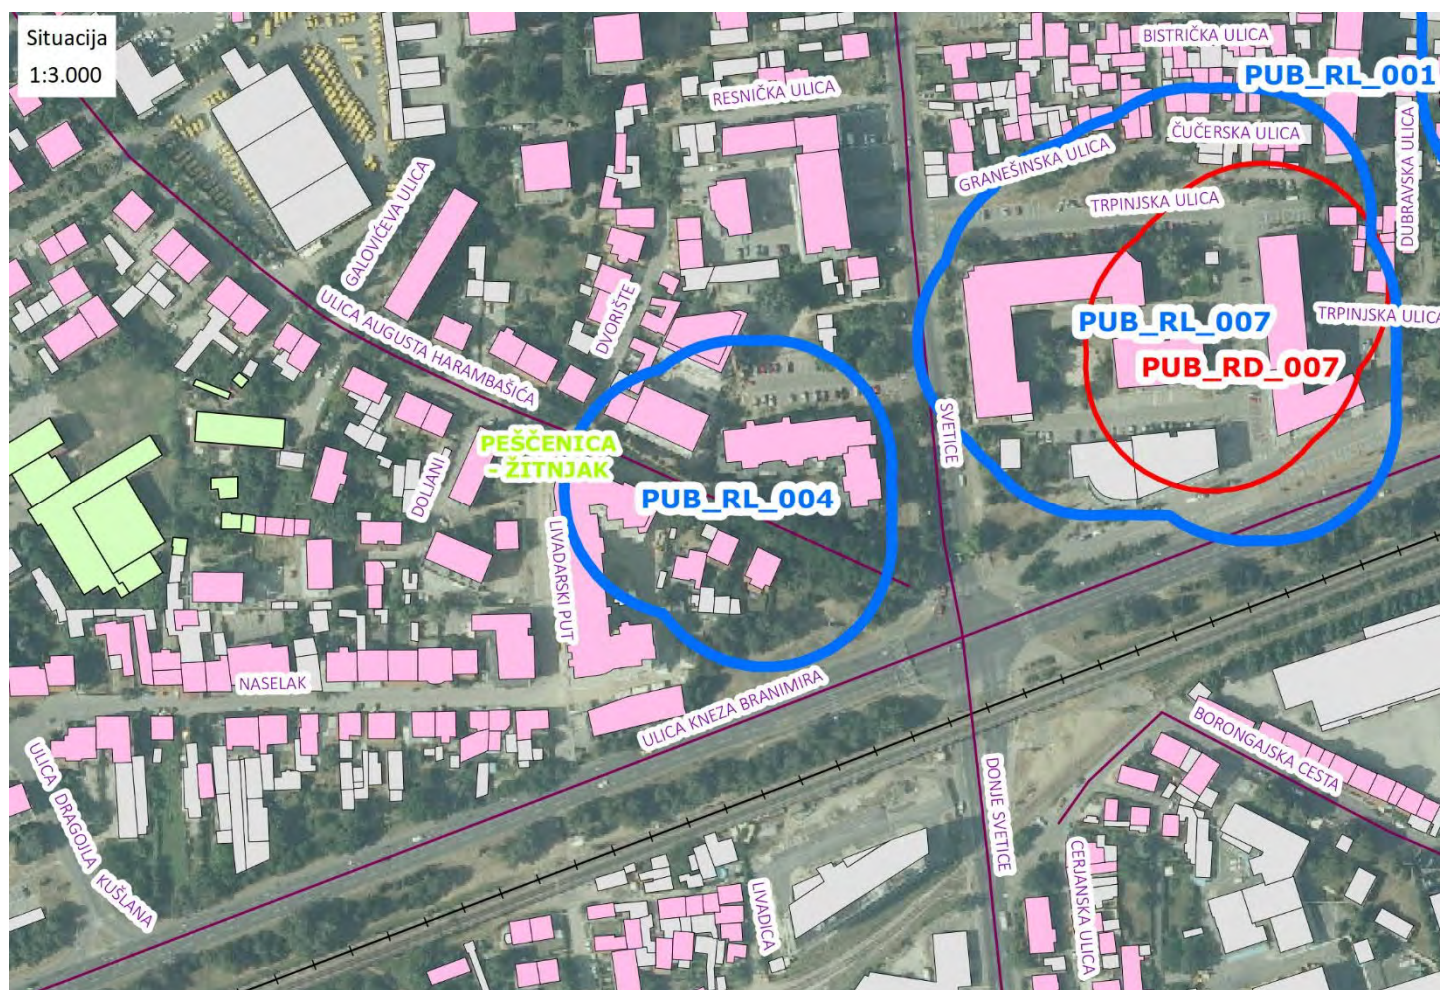 Situacija
1:3.000
BISTRIČKA ULICA
PUB_RL_001
RESNIČKA ULICA
ČUČERSKA ULICA
GRANEŠINSKA ULICA
DUBRAVSKA ULICA
TRPINJSKA ULICA
GALOVIĆEVA ULICA
ULICA AUGUSTA HARAMBAŠIĆA
DVORIŠTE
PUB_RL_007
TRPINJSKA ULICA
PUB_RD_007
SVETICE
PEŠČENICA
- ŽITNJAK
DOLJANI
PUB_RL_004
LIVADARSKI PUT
NASELAK
ULICA KNEZA BRANIMIRA
BORONGAJSKA CESTA
ULICA DRAGOJLA KUŠLANA
DONJE SVETICE
CERJANSKA ULICA
LIVADICA